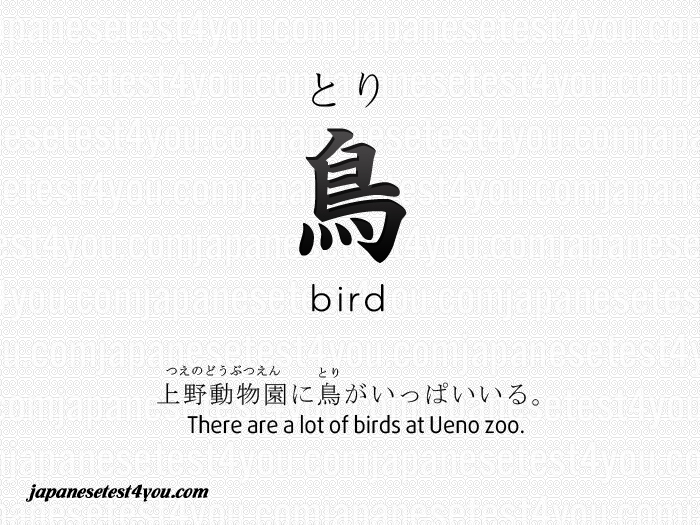 とり
鳥
bird
つえのどうぶつえん とり
上野動物園に鳥がいっぱいいる。
There are a lot of birds at Ueno zoo.
japanesetest4you.com